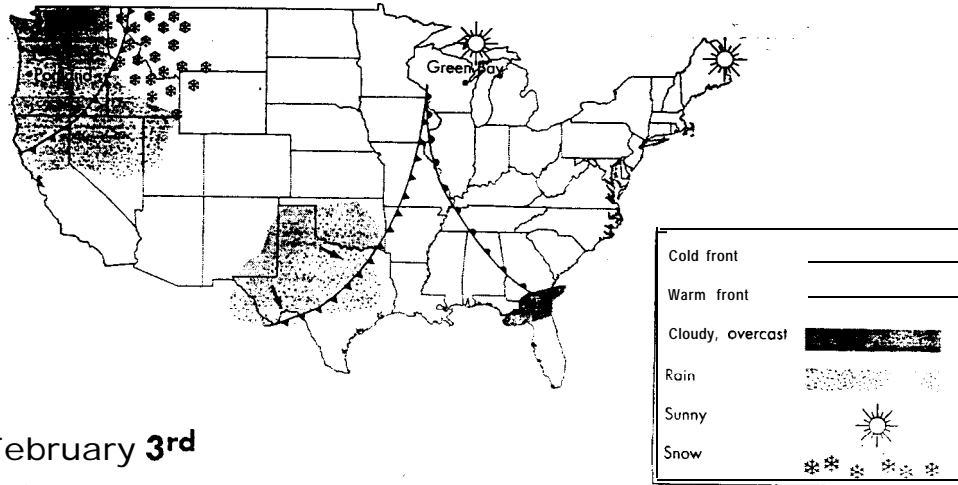 Portland
Green Bay
Cold front
Warm front
Cloudy, overcast
Rain
Sunny
Snow
February 3rd